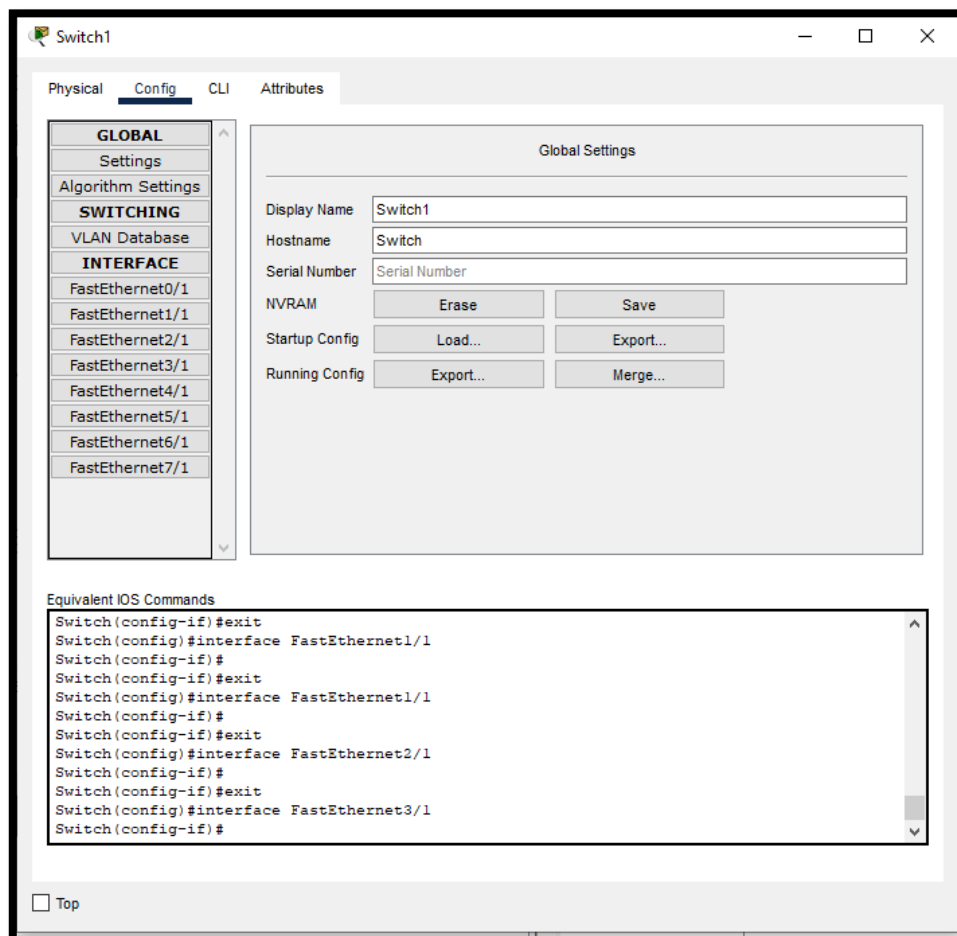 Switch1
Physical Config CLI Attributes
GLOBAL
Settings
Algorithm Settings
SWITCHING
VLAN Database
INTERFACE
FastEthernet0/1
FastEthernet1/1
FastEthernet2/1
FastEthernet3/1
FastEthernet4/1
FastEthernet5/1
FastEthernet6/1
FastEthernet7/1
Global Settings
Display Name Switch1
Hostname Switch
Serial Number Serial Number
NVRAM Erase Save
Startup Config Load... Export...
Running Config Export... Merge...
Equivalent IOS Commands
Switch(config-if)#exit
Switch(config)#interface FastEthernet1/1
Switch(config-if)#
Switch(config-if)#exit
Switch(config)#interface FastEthernet1/1
Switch(config-if)#
Switch(config-if)#exit
Switch(config)#interface FastEthernet2/1
Switch(config-if)#
Switch(config-if)#exit
Switch(config)#interface FastEthernet3/1
Switch(config-if)#
Top